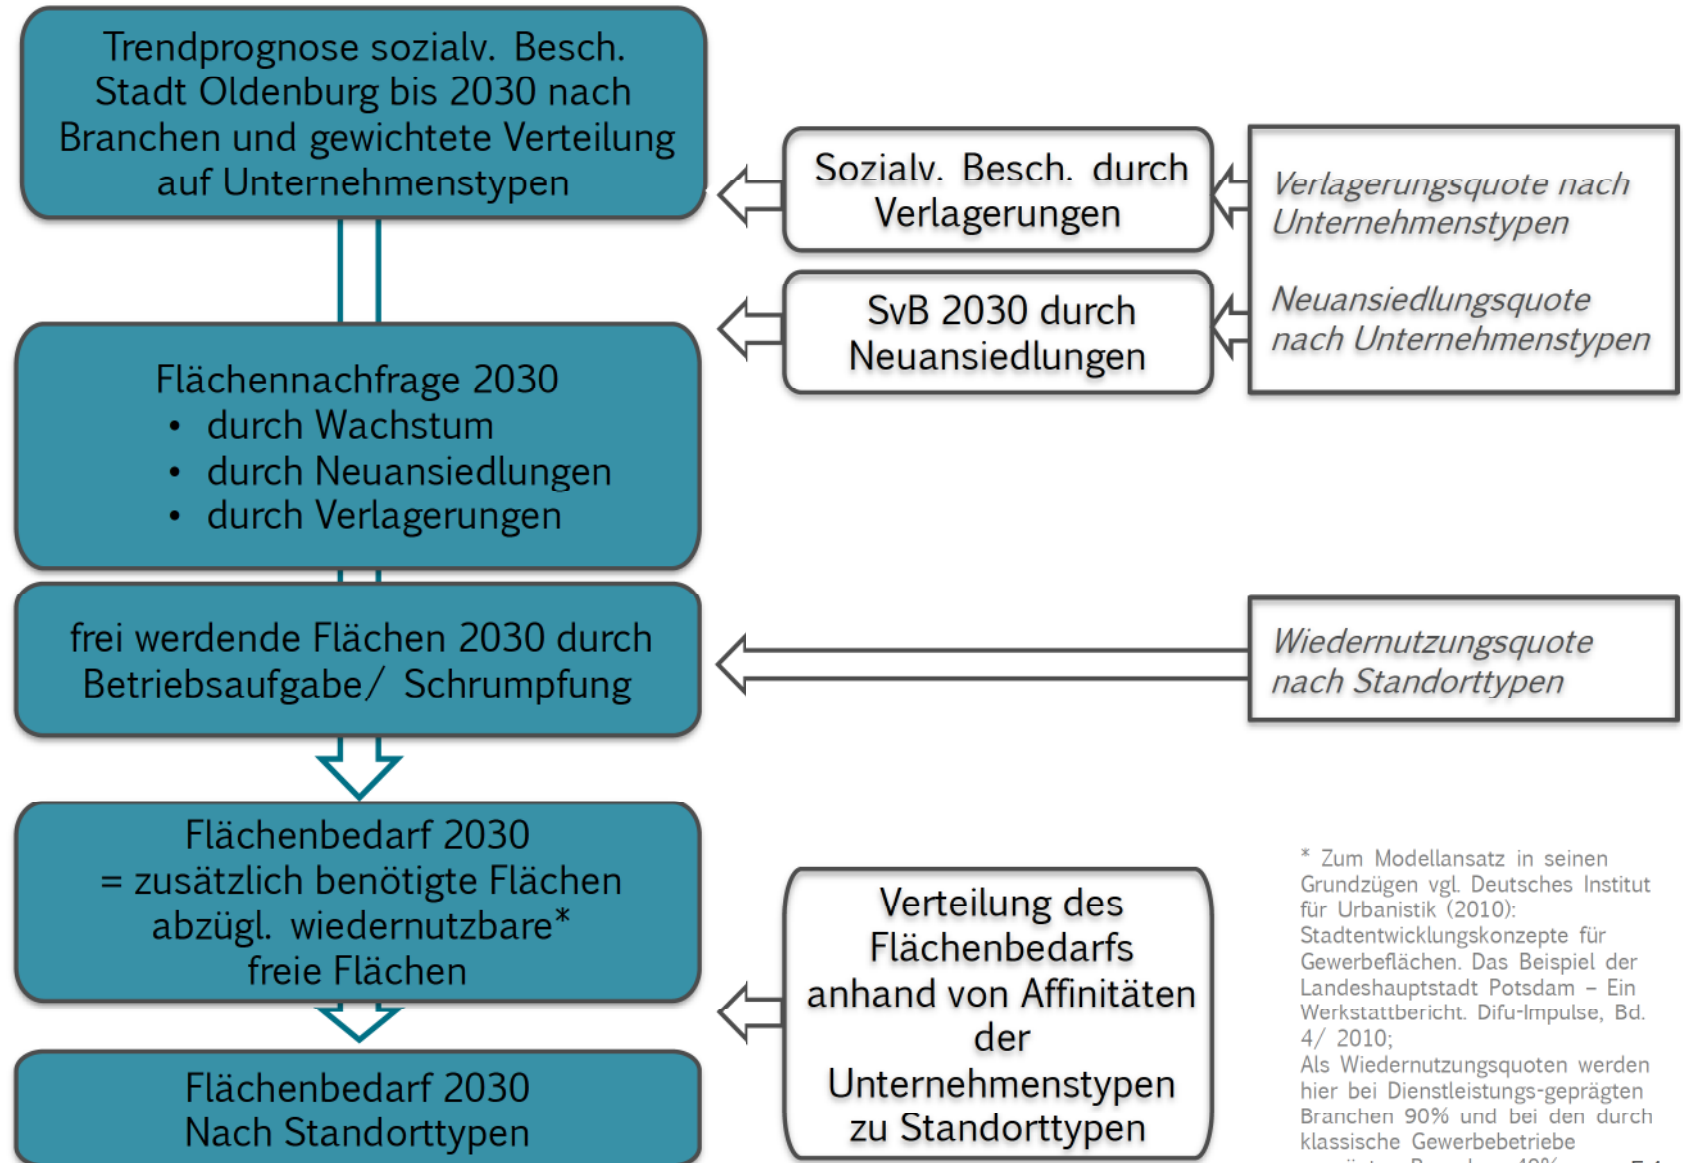 Trendprognose sozialv. Besch.
Stadt Oldenburg bis 2030 nach
Branchen und gewichtete Verteilung
auf Unternehmenstypen
Sozialv. Besch. durch
Verlagerungen
Verlagerungsquote nach
Unternehmenstypen
SvB 2030 durch
Neuansiedlungen
Neuansiedlungsquote
nach Unternehmenstypen
Flächennachfrage 2030
• durch Wachstum
• durch Neuansiedlungen
• durch Verlagerungen
frei werdende Flächen 2030 durch
Betriebsaufgabe/ Schrumpfung
Wiedernutzungsquote
nach Standorttypen
Flächenbedarf 2030
= zusätzlich benötigte Flächen
abzügl. wiedernutzbare*
freie Flächen
Verteilung des
Flächenbedarfs
anhand von Affinitäten
der
Unternehmenstypen
zu Standorttypen
Flächenbedarf 2030
Nach Standorttypen
* Zum Modellansatz in seinen
Grundzügen vgl. Deutsches Institut
für Urbanistik (2010):
Stadtentwicklungskonzepte für
Gewerbeflächen. Das Beispiel der
Landeshauptstadt Potsdam – Ein
Werkstattbericht. Difu-Impulse, Bd.
4/ 2010;
Als Wiedernutzungsquoten werden
hier bei Dienstleistungs-geprägten
Branchen 90% und bei den durch
klassische Gewerbebetriebe